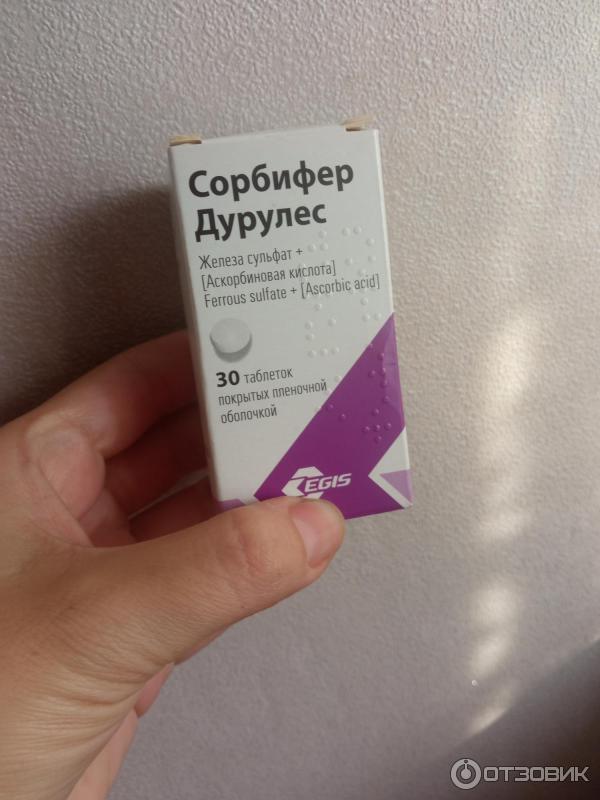 Сорбифер
Дурулес
Железа сульфат +
[Аскорбиновая кислота]
Ferrous sulfate + [Ascorbic acid]
30 таблеток
покрытых пленочной
оболочкой
EGIS
ОТЗОВИК